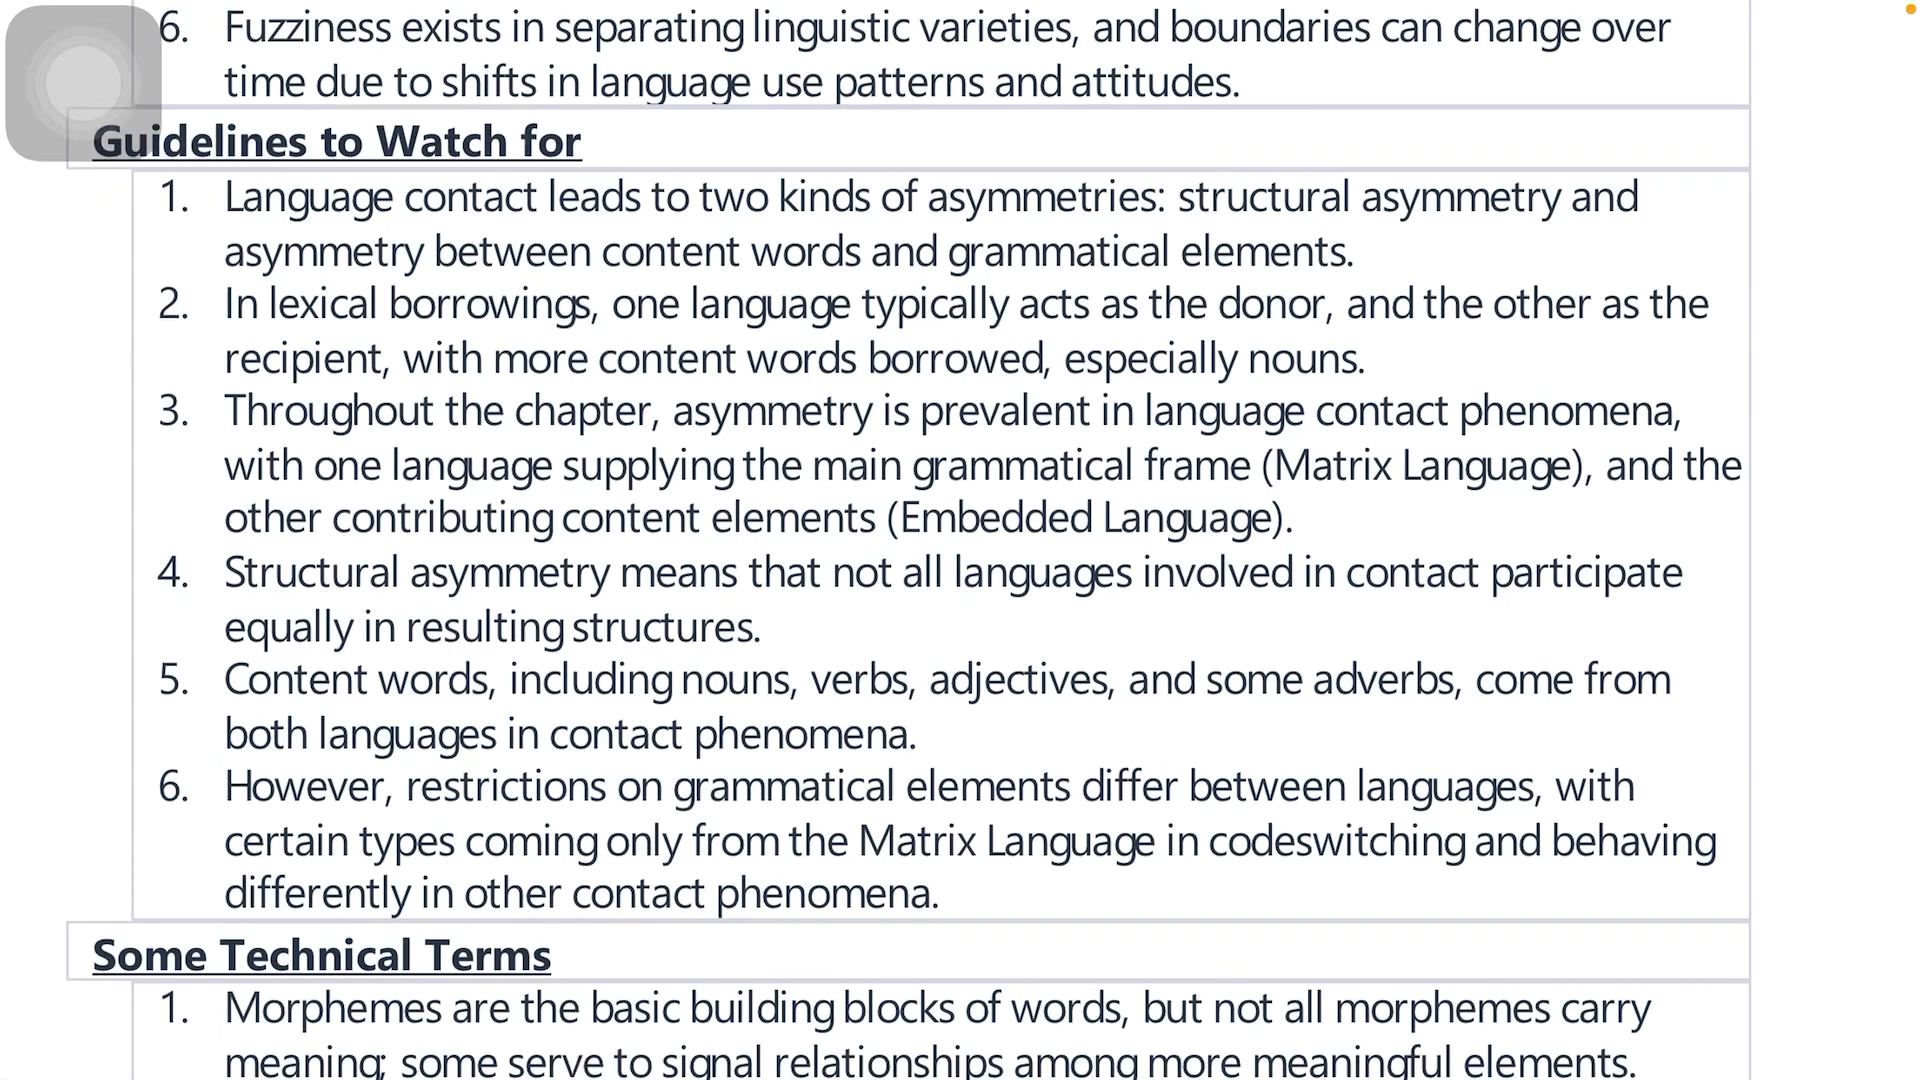 6. Fuzziness exists in separating linguistic varieties, and boundaries can change over
time due to shifts in language use patterns and attitudes.
Guidelines to Watch for
1. Language contact leads to two kinds of asymmetries: structural asymmetry and
asymmetry between content words and grammatical elements.
2. In lexical borrowings, one language typically acts as the donor, and the other as the
recipient, with more content words borrowed, especially nouns.
3. Throughout the chapter, asymmetry is prevalent in language contact phenomena,
with one language supplying the main grammatical frame (Matrix Language), and the
other contributing content elements (Embedded Language).
4. Structural asymmetry means that not all languages involved in contact participate
equally in resulting structures.
5. Content words, including nouns, verbs, adjectives, and some adverbs, come from
both languages in contact phenomena.
6. However, restrictions on grammatical elements differ between languages, with
certain types coming only from the Matrix Language in codeswitching and behaving
differently in other contact phenomena.
Some Technical Terms
1. Morphemes are the basic building blocks of words, but not all morphemes carry
meaning; some serve to signal relationships among more meaningful elements.